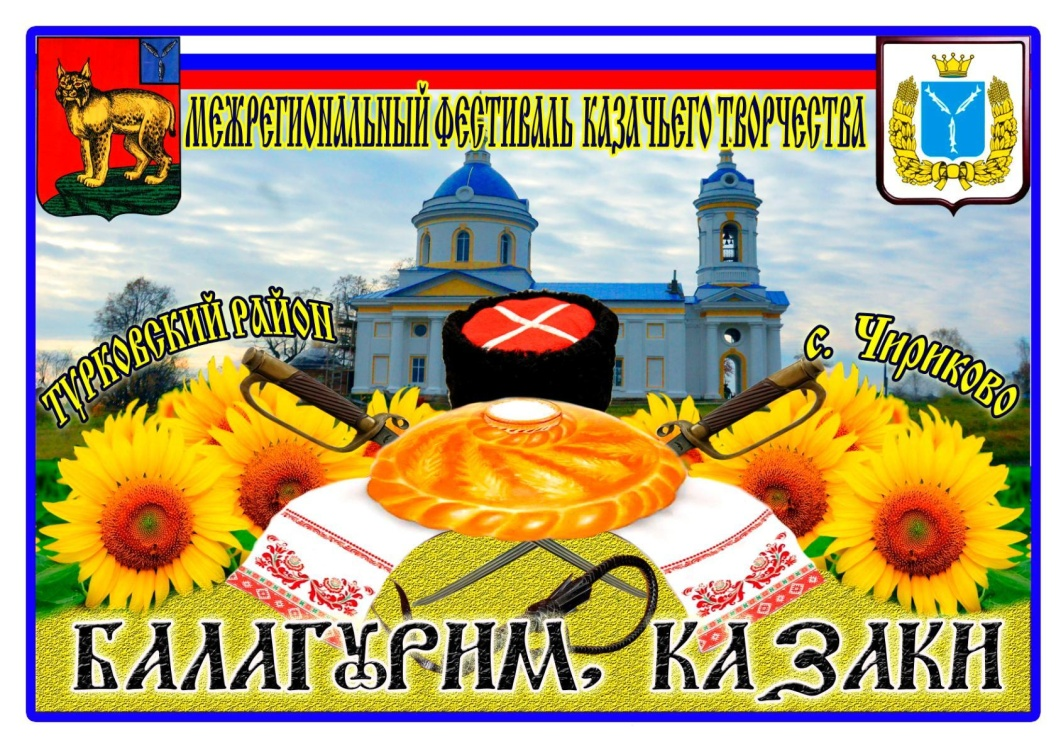 МЕЖРЕГИОНАЛЬНЫЙ ФЕСТИВАЛЬ КАЗАЧЬЕГО ТВОРЧЕСТВА
ТУРКОВСКИЙ РАЙОН
с. Чириково
БАЛАГУРИМ, КАЗАКИ